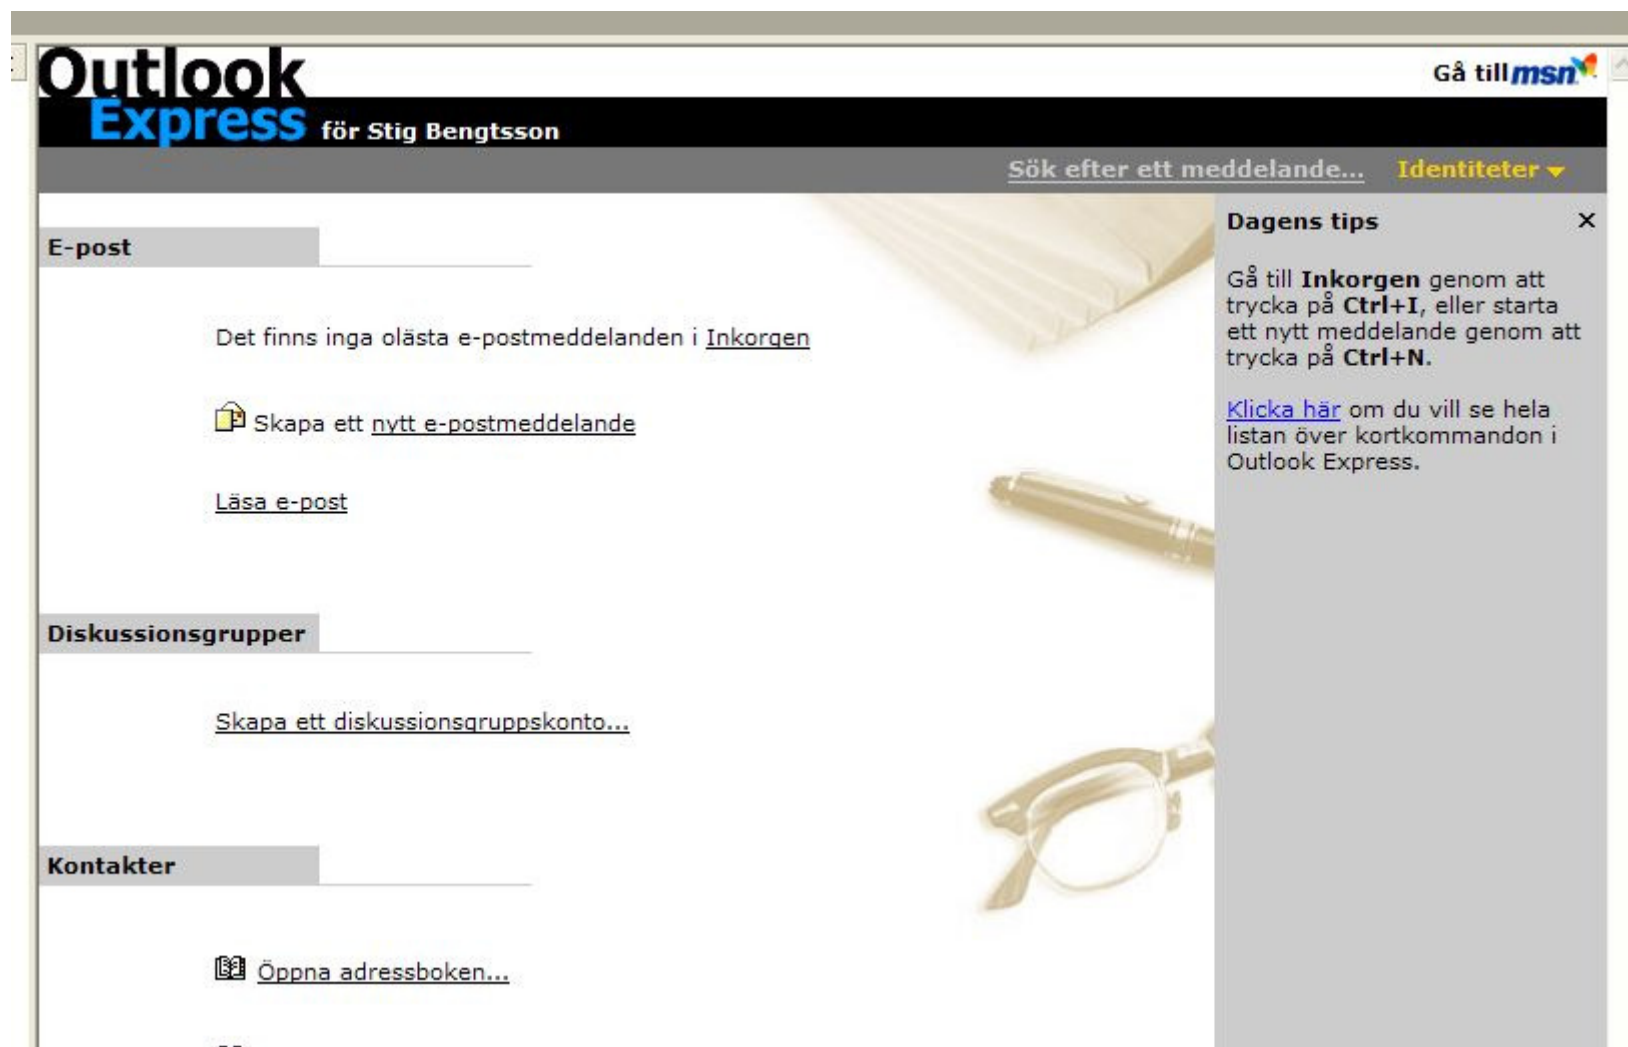 Outlook
Express för Stig Bengtsson
Gå till msn
Sök efter ett meddelande... Identiteter
E-post
Det finns inga olästa e-postmeddelanden i Inkorgen
Skapa ett nytt e-postmeddelande
Läsa e-post
Diskussionsgrupper
Skapa ett diskussionsgruppskonto...
Kontakter
Öppna adressboken...
Dagens tips
Gå till Inkorgen genom att
trycka på Ctrl+I, eller starta
ett nytt meddelande genom att
trycka på Ctrl+N.
Klicka här om du vill se hela
listan över kortkommandon i
Outlook Express.